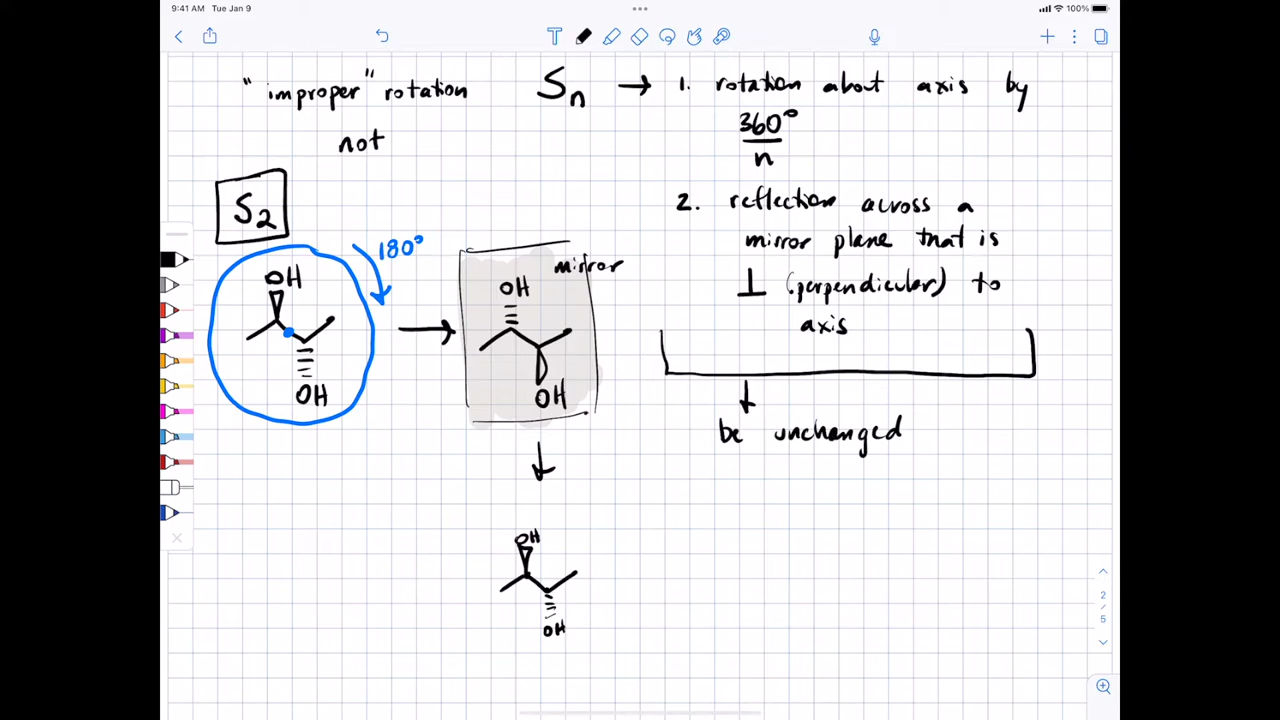 9:41 AM Tue Jan 9
100%
"improper" rotation
not
Sn → 1. rotation about axis by
360°
n
2. reflection across a
mirror plane that is
⊥ (perpendicular) to
axis
be unchanged
S2
180°
OH
OH
mirror
OH
OH
OH
OH
2
/
5